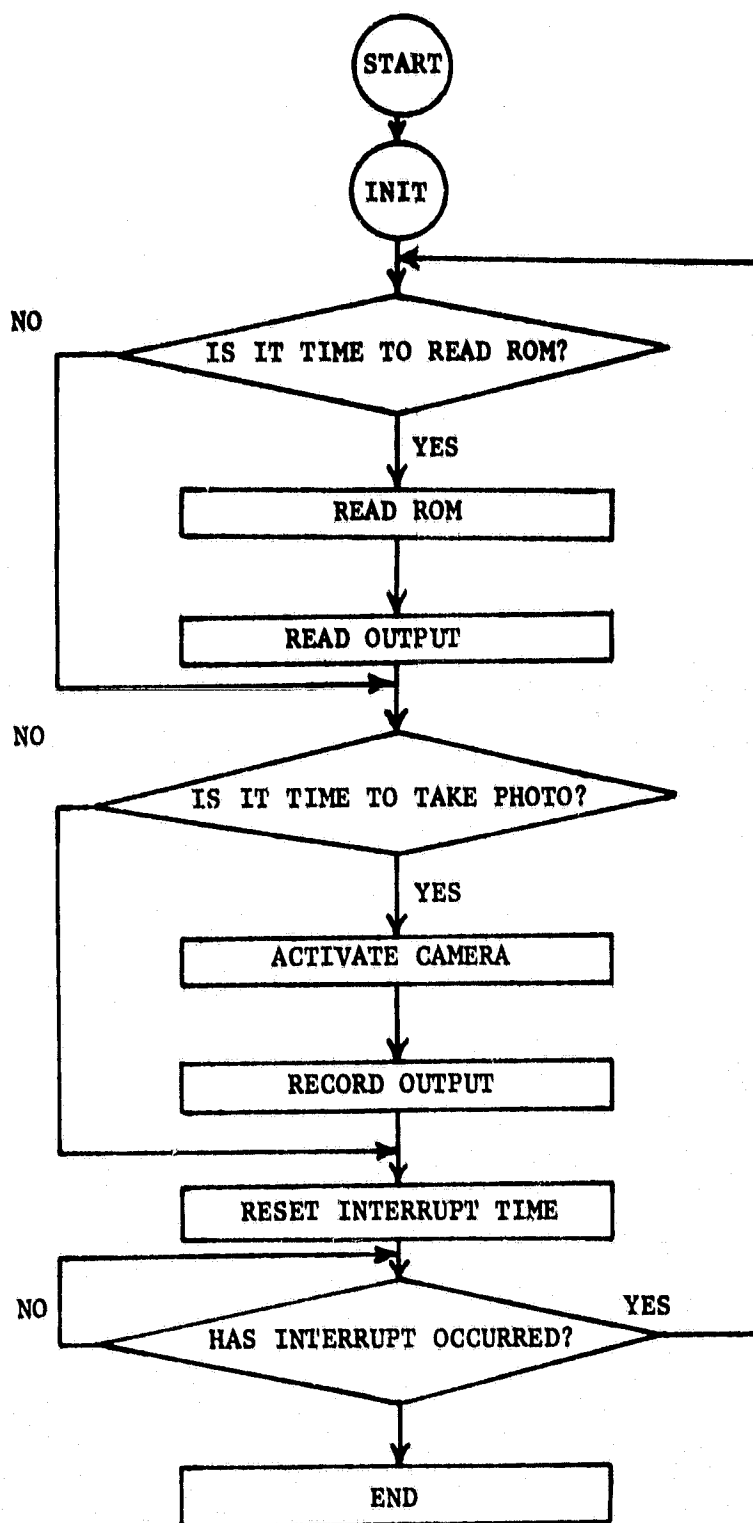 START
INIT
NO
IS IT TIME TO READ ROM?
YES
READ ROM
READ OUTPUT
NO
IS IT TIME TO TAKE PHOTO?
YES
ACTIVATE CAMERA
RECORD OUTPUT
RESET INTERRUPT TIME
NO
YES
HAS INTERRUPT OCCURRED?
END